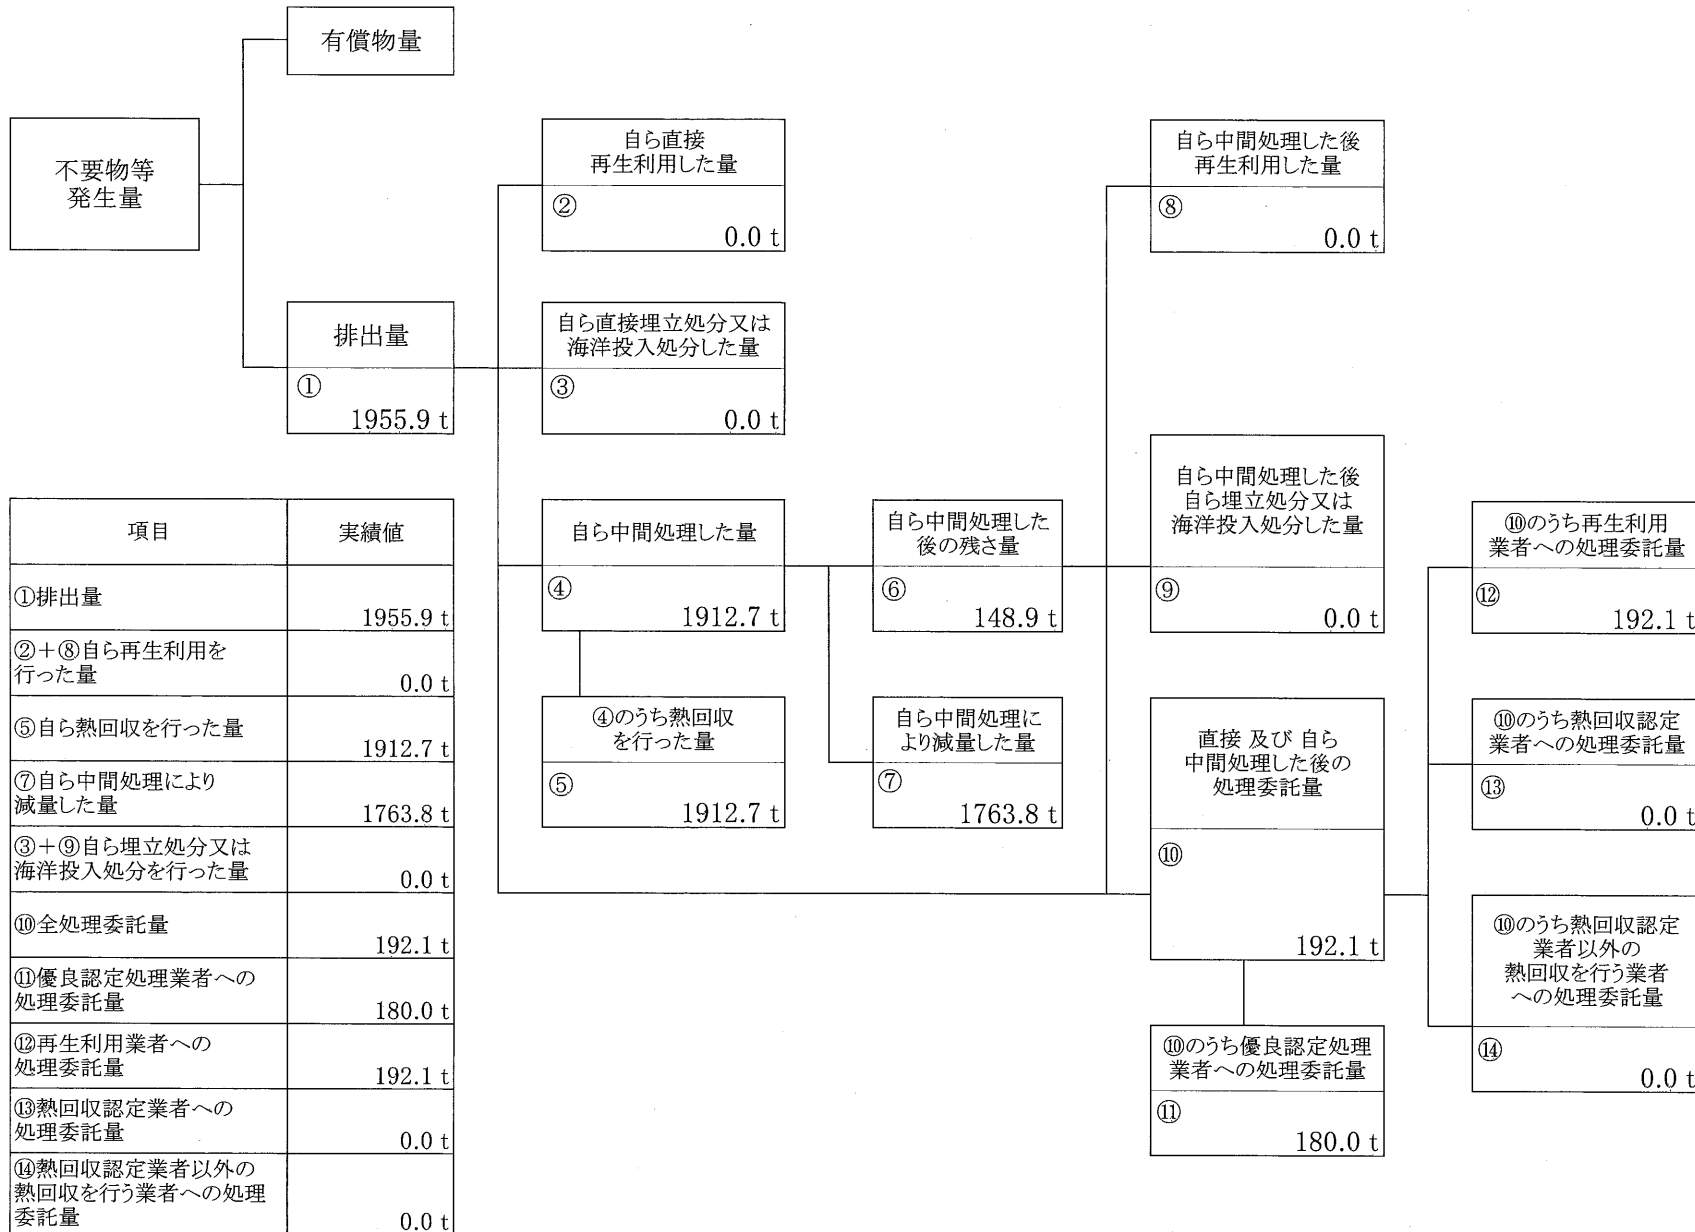 有償物量
不要物等
発生量
排出量
①
1955.9 t
自ら直接
再生利用した量
②
0.0 t
自ら直接埋立処分又は
海洋投入処分した量
③
0.0 t
自ら中間処理した量
④
1912.7 t
④のうち熱回収
を行った量
⑤
1912.7 t
自ら中間処理した
後の残さ量
⑥
148.9 t
自ら中間処理に
より減量した量
⑦
1763.8 t
自ら中間処理した後
再生利用した量
⑧
0.0 t
自ら中間処理した後
自ら埋立処分又は
海洋投入処分した量
⑨
0.0 t
直接 及び 自ら
中間処理した後の
処理委託量
⑩
192.1 t
⑩のうち優良認定処理
業者への処理委託量
⑪
180.0 t
⑩のうち再生利用
業者への処理委託量
⑫
192.1 t
⑩のうち熱回収認定
業者への処理委託量
⑬
0.0 t
⑩のうち熱回収認定
業者以外の
熱回収を行う業者
への処理委託量
⑭
0.0 t
項目 実績値
①排出量
1955.9 t
②+⑧自ら再生利用を
行った量
0.0 t
⑤自ら熱回収を行った量
1912.7 t
⑦自ら中間処理により
減量した量
1763.8 t
③+⑨自ら埋立処分又は
海洋投入処分を行った量
0.0 t
⑩全処理委託量
192.1 t
⑪優良認定処理業者への
処理委託量
180.0 t
⑫再生利用業者への
処理委託量
192.1 t
⑬熱回収認定業者への
処理委託量
0.0 t
⑭熱回収認定業者以外の
熱回収を行う業者への処理
委託量
0.0 t